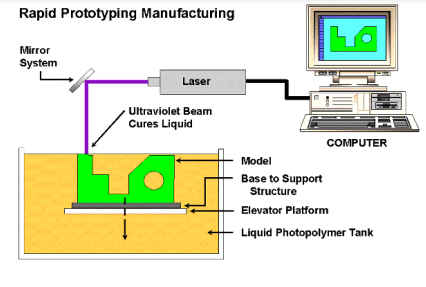 Rapid Prototyping Manufacturing
Mirror
System
Laser
Ultraviolet Beam
Cures Liquid
COMPUTER
Model
Base to Support
Structure
Elevator Platform
Liquid Photopolymer Tank